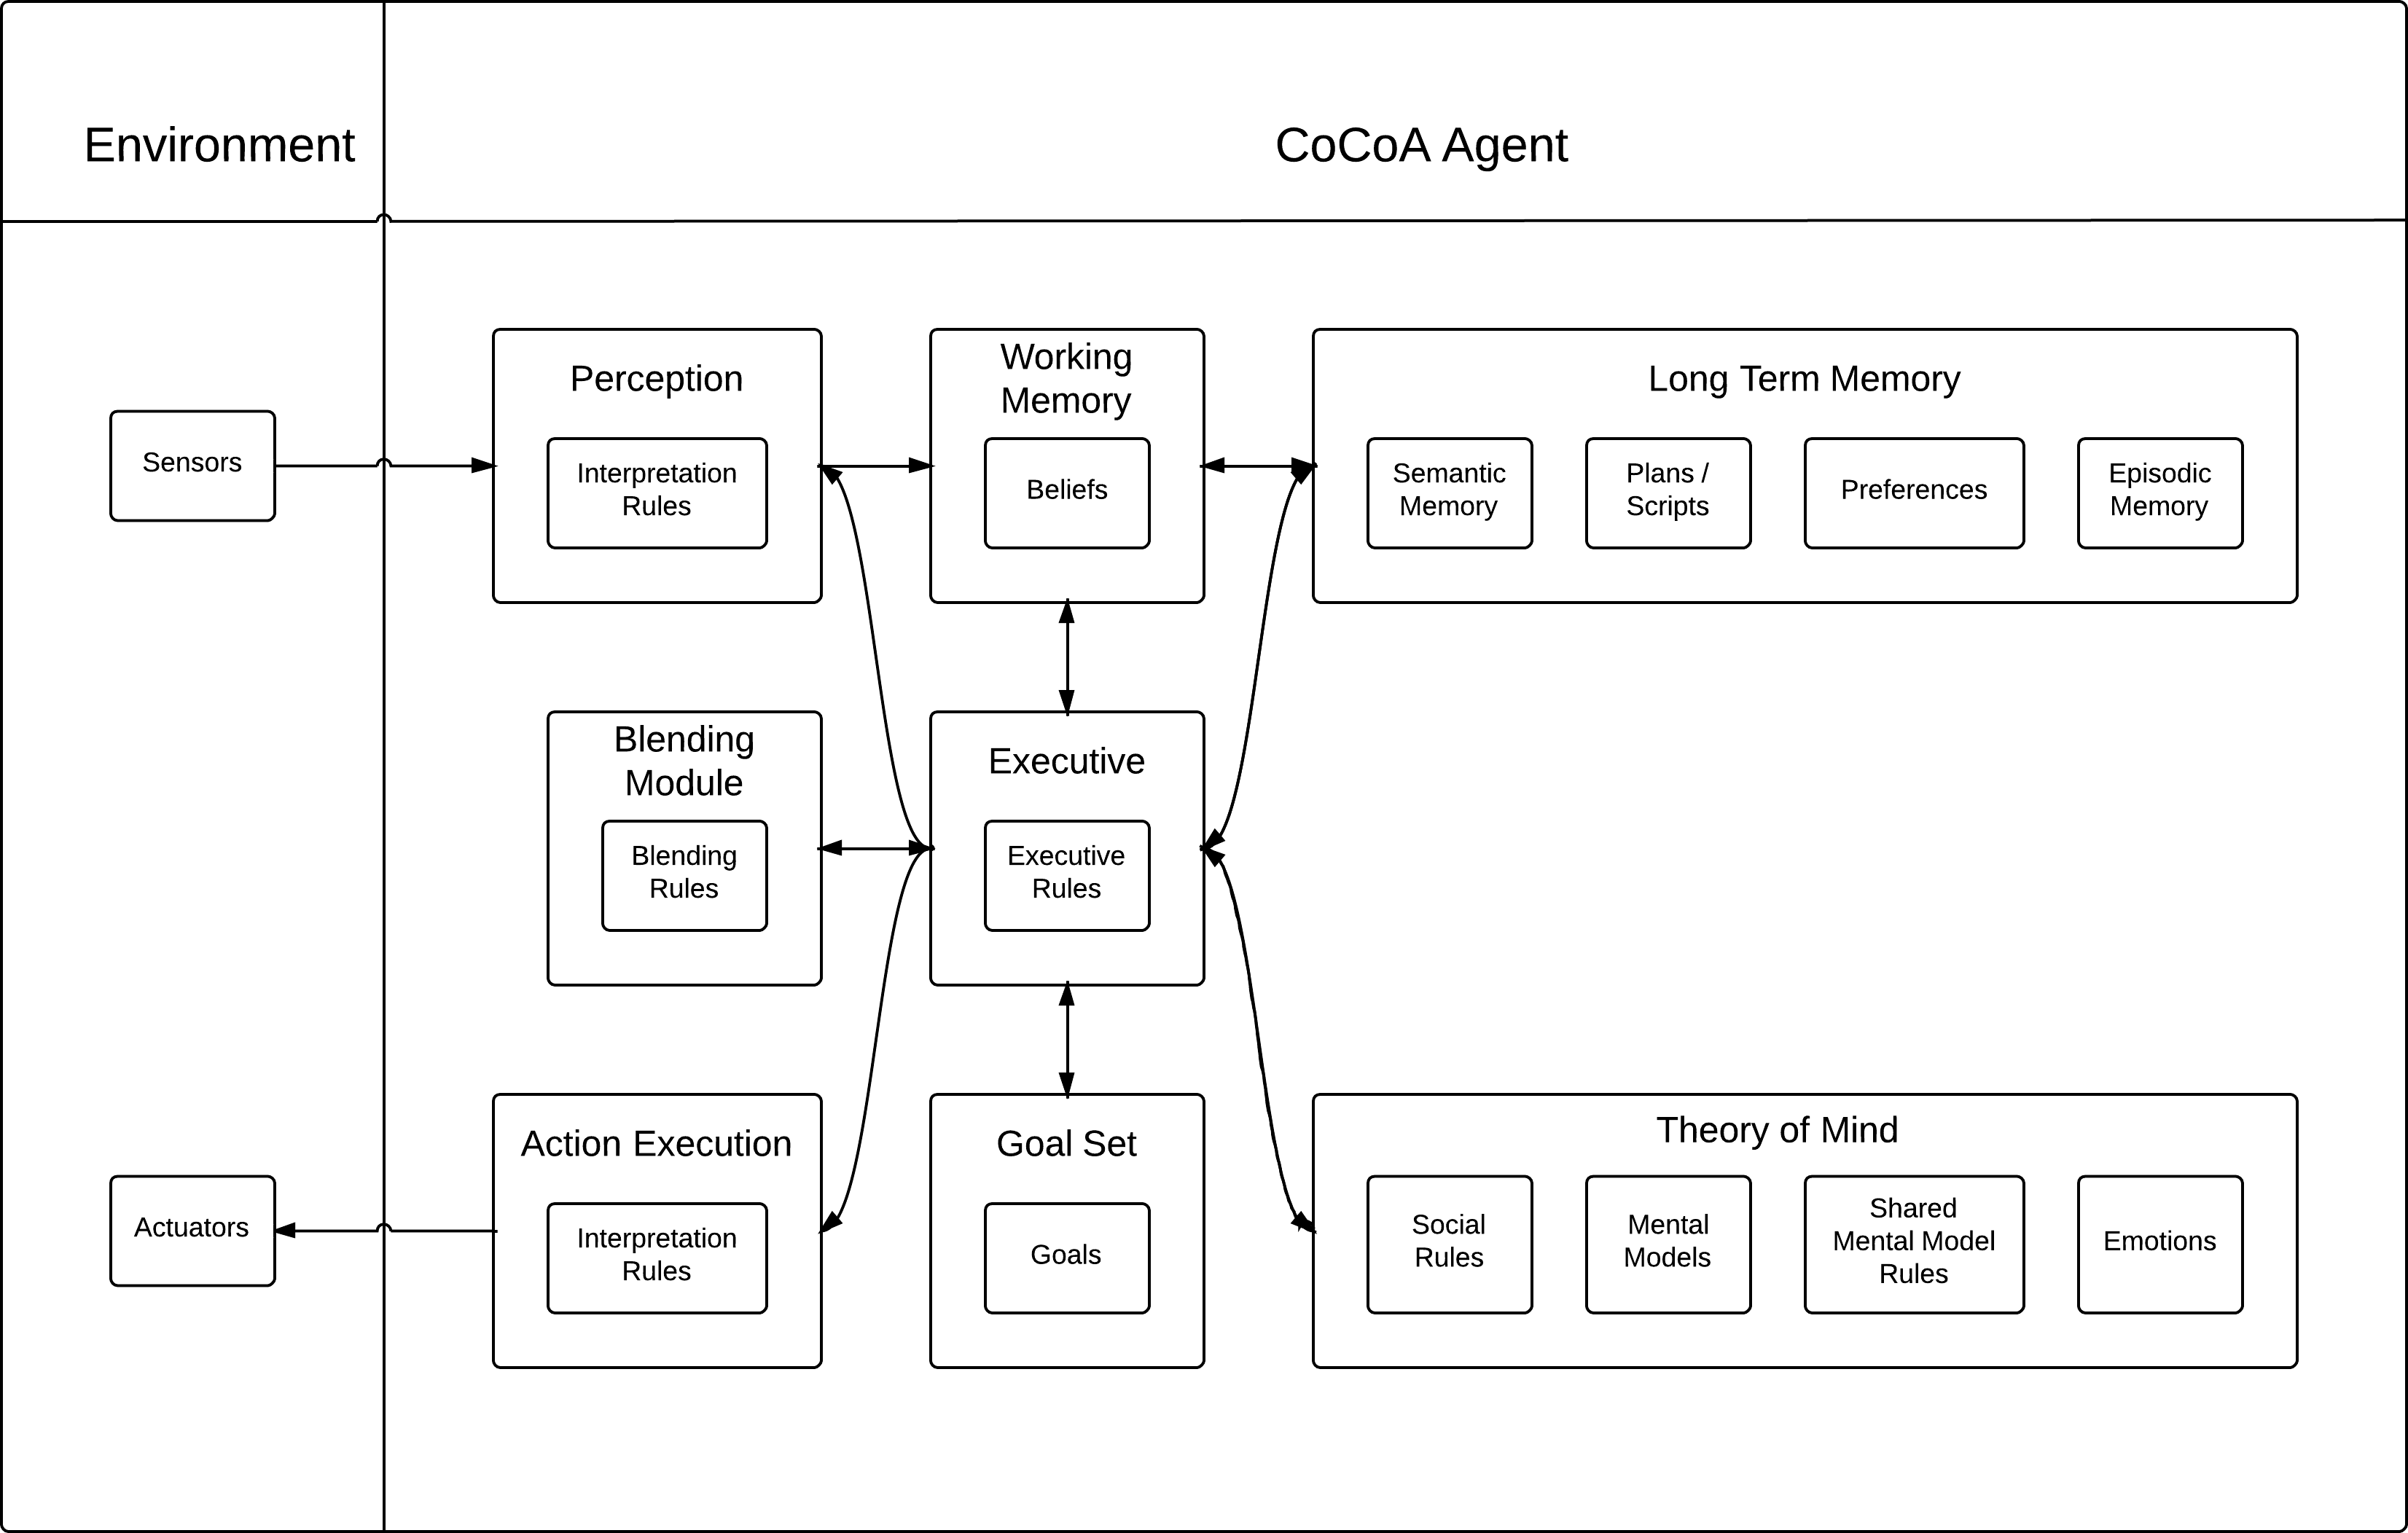 Environment
CoCoA Agent
Sensors
Perception
Interpretation
Rules
Working
Memory
Beliefs
Long Term Memory
Semantic
Memory
Plans /
Scripts
Preferences
Episodic
Memory
Blending
Module
Blending
Rules
Executive
Executive
Rules
Actuators
Action Execution
Interpretation
Rules
Goal Set
Goals
Theory of Mind
Social
Rules
Mental
Models
Shared
Mental Model
Rules
Emotions